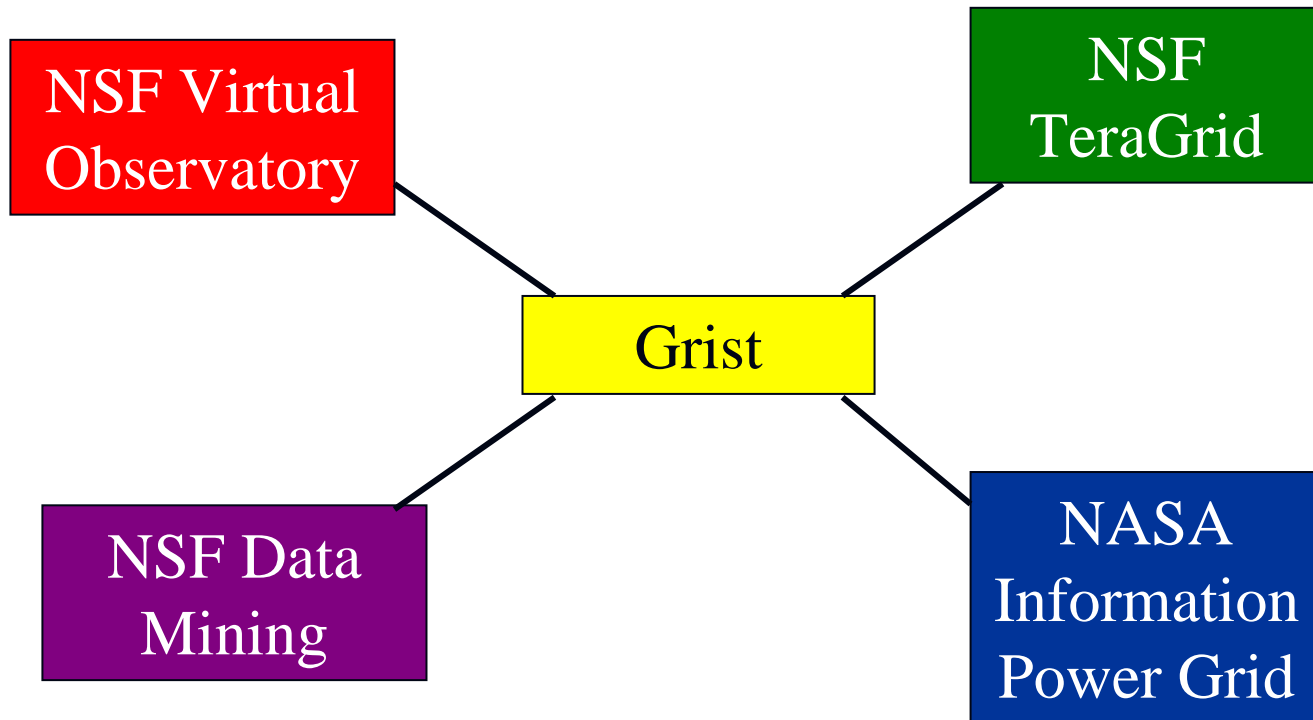 NSF Virtual
Observatory
NSF
TeraGrid
Grist
NSF Data
Mining
NASA
Information
Power Grid